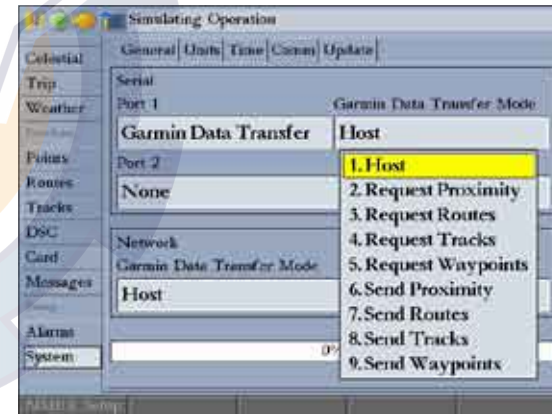 Simulating Operation
General Units Time Comm Update
Celestial
Trip
Weather
Points
Routes
Tracks
DSC
Card
Messages
Alarms
System
Serial
Port 1
Garmin Data Transfer Mode
Garmin Data Transfer
Host
Port 2
None
1. Host
2. Request Proximity
3. Request Routes
4. Request Tracks
5. Request Waypoints
6. Send Proximity
7. Send Routes
8. Send Tracks
9. Send Waypoints
Network
Garmin Data Transfer Mode
Host
0%
NMEA Setup